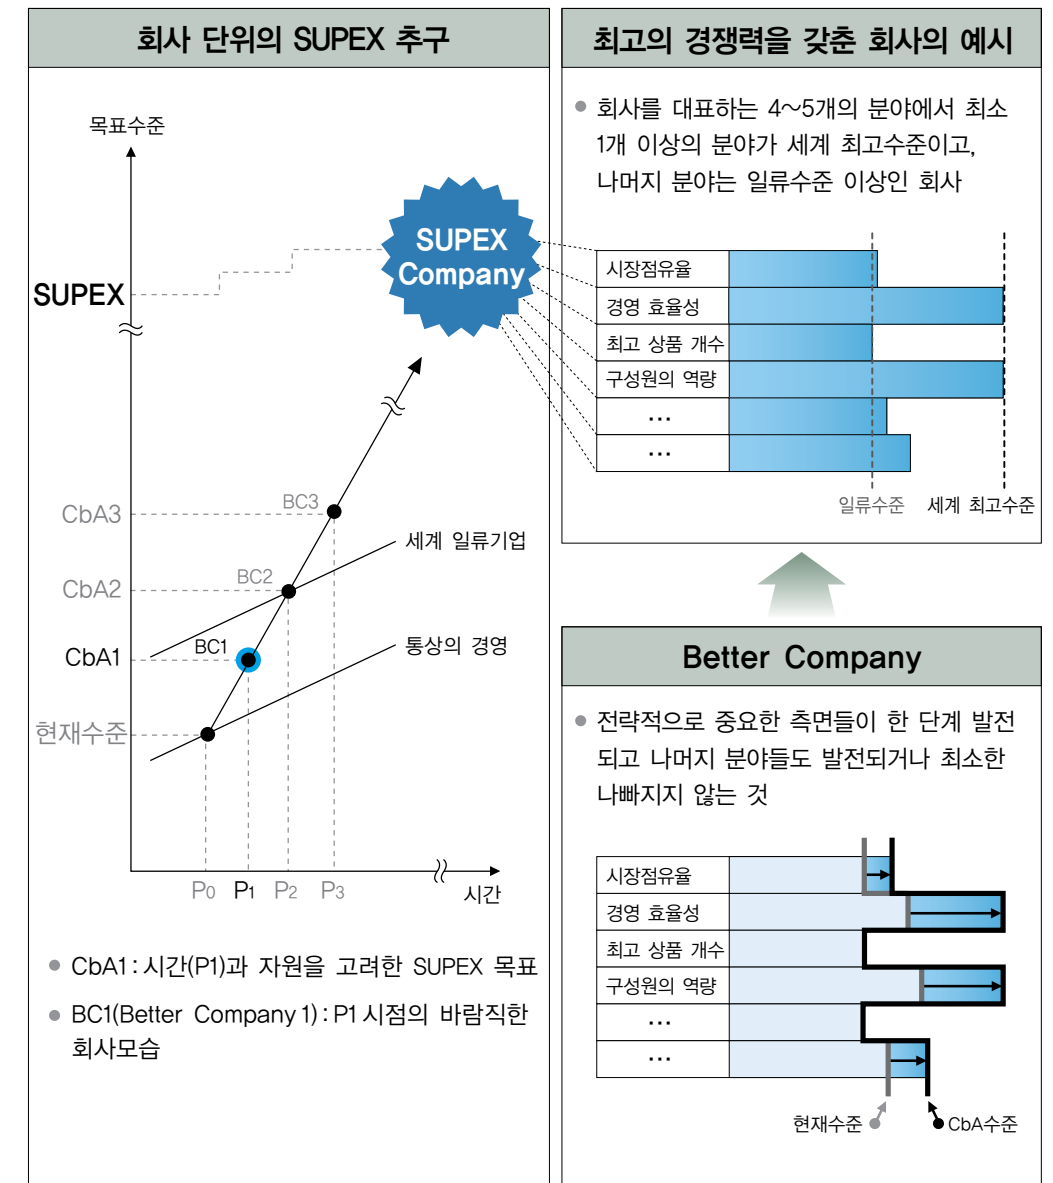 회사 단위의 SUPEX 추구
목표수준
SUPEX
Company
SUPEX
CbA3
BC3
세계 일류기업
CbA2
BC2
CbA1
BC1
통상의 경영
현재수준
P0 P1 P2 P3
시간
CbA1 : 시간(P1)과 자원을 고려한 SUPEX 목표
BC1(Better Company 1) : P1 시점의 바람직한
회사모습
최고의 경쟁력을 갖춘 회사의 예시
회사를 대표하는 4~5개의 분야에서 최소
1개 이상의 분야가 세계 최고수준이고,
나머지 분야는 일류수준 이상인 회사
시장점유율
경영 효율성
최고 상품 개수
구성원의 역량
…
…
일류수준 세계 최고수준
Better Company
전략적으로 중요한 측면들이 한 단계 발전
되고 나머지 분야들도 발전되거나 최소한
나빠지지 않는 것
시장점유율
경영 효율성
최고 상품 개수
구성원의 역량
…
…
현재수준 CbA수준